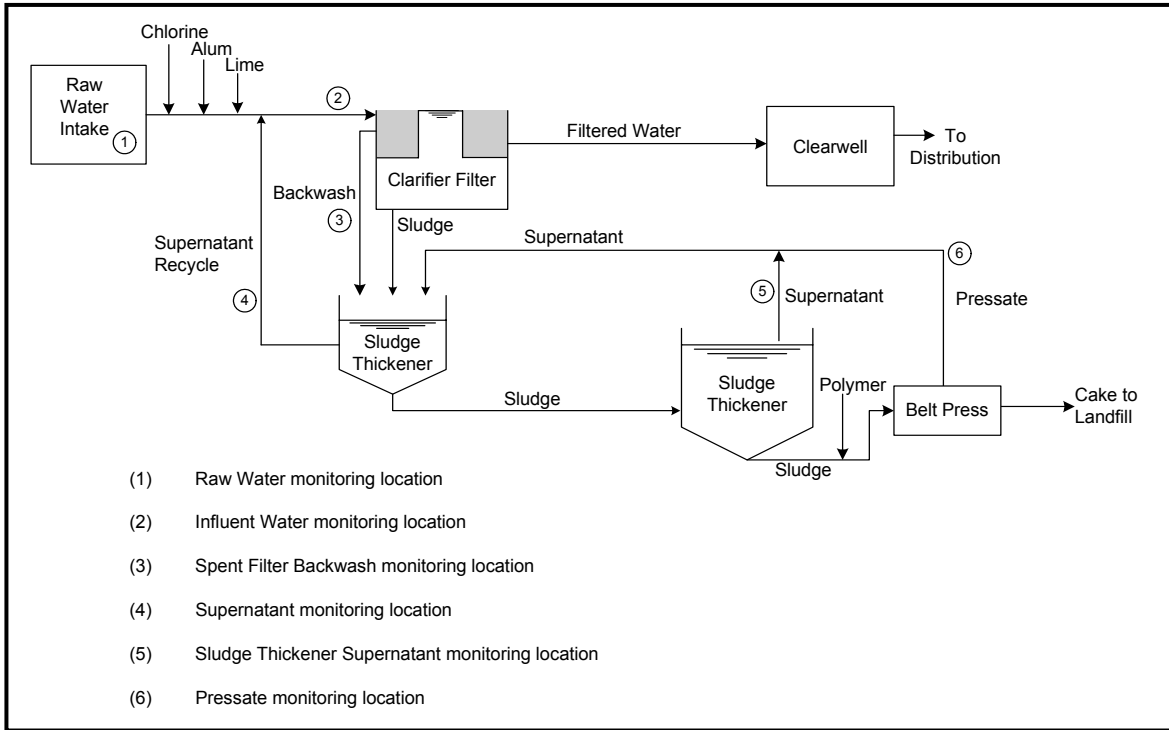 Chlorine
Alum
Lime
Raw
Water
Intake
1
2
Filtered Water
Clearwell
To
Distribution
Clarifier Filter
Backwash
3
Sludge
Supernatant
Recycle
4
Supernatant
6
5
Supernatant
Pressate
Sludge
Thickener
Sludge
Sludge
Thickener
Polymer
Belt Press
Cake to
Landfill
Sludge
(1) Raw Water monitoring location
(2) Influent Water monitoring location
(3) Spent Filter Backwash monitoring location
(4) Supernatant monitoring location
(5) Sludge Thickener Supernatant monitoring location
(6) Pressate monitoring location